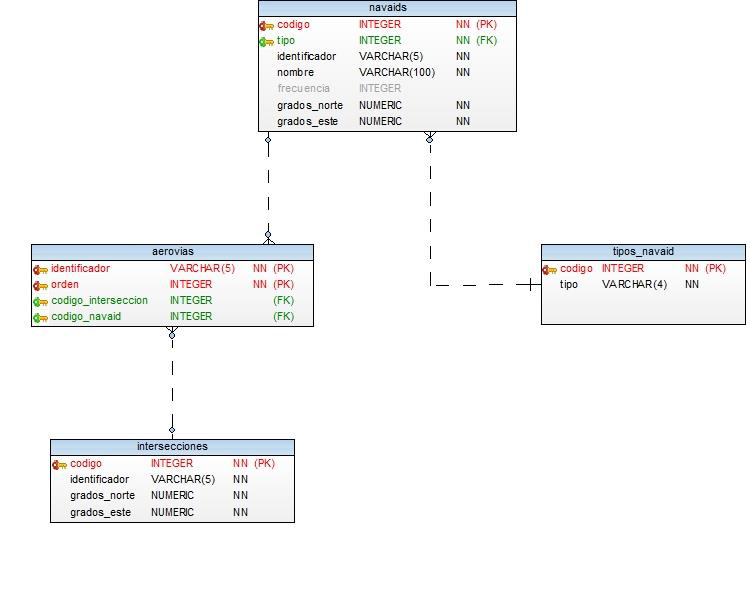 navaids
codigo INTEGER NN (PK)
tipo INTEGER NN (FK)
identificador VARCHAR(5) NN
nombre VARCHAR(100) NN
frecuencia INTEGER
grados_norte NUMERIC NN
grados_este NUMERIC NN
aerovias
identificador VARCHAR(5) NN (PK)
orden INTEGER NN (PK)
codigo_interseccion INTEGER (FK)
codigo_navaid INTEGER (FK)
tipos_navaid
codigo INTEGER NN (PK)
tipo VARCHAR(4) NN
intersecciones
codigo INTEGER NN (PK)
identificador VARCHAR(5) NN
grados_norte NUMERIC NN
grados_este NUMERIC NN